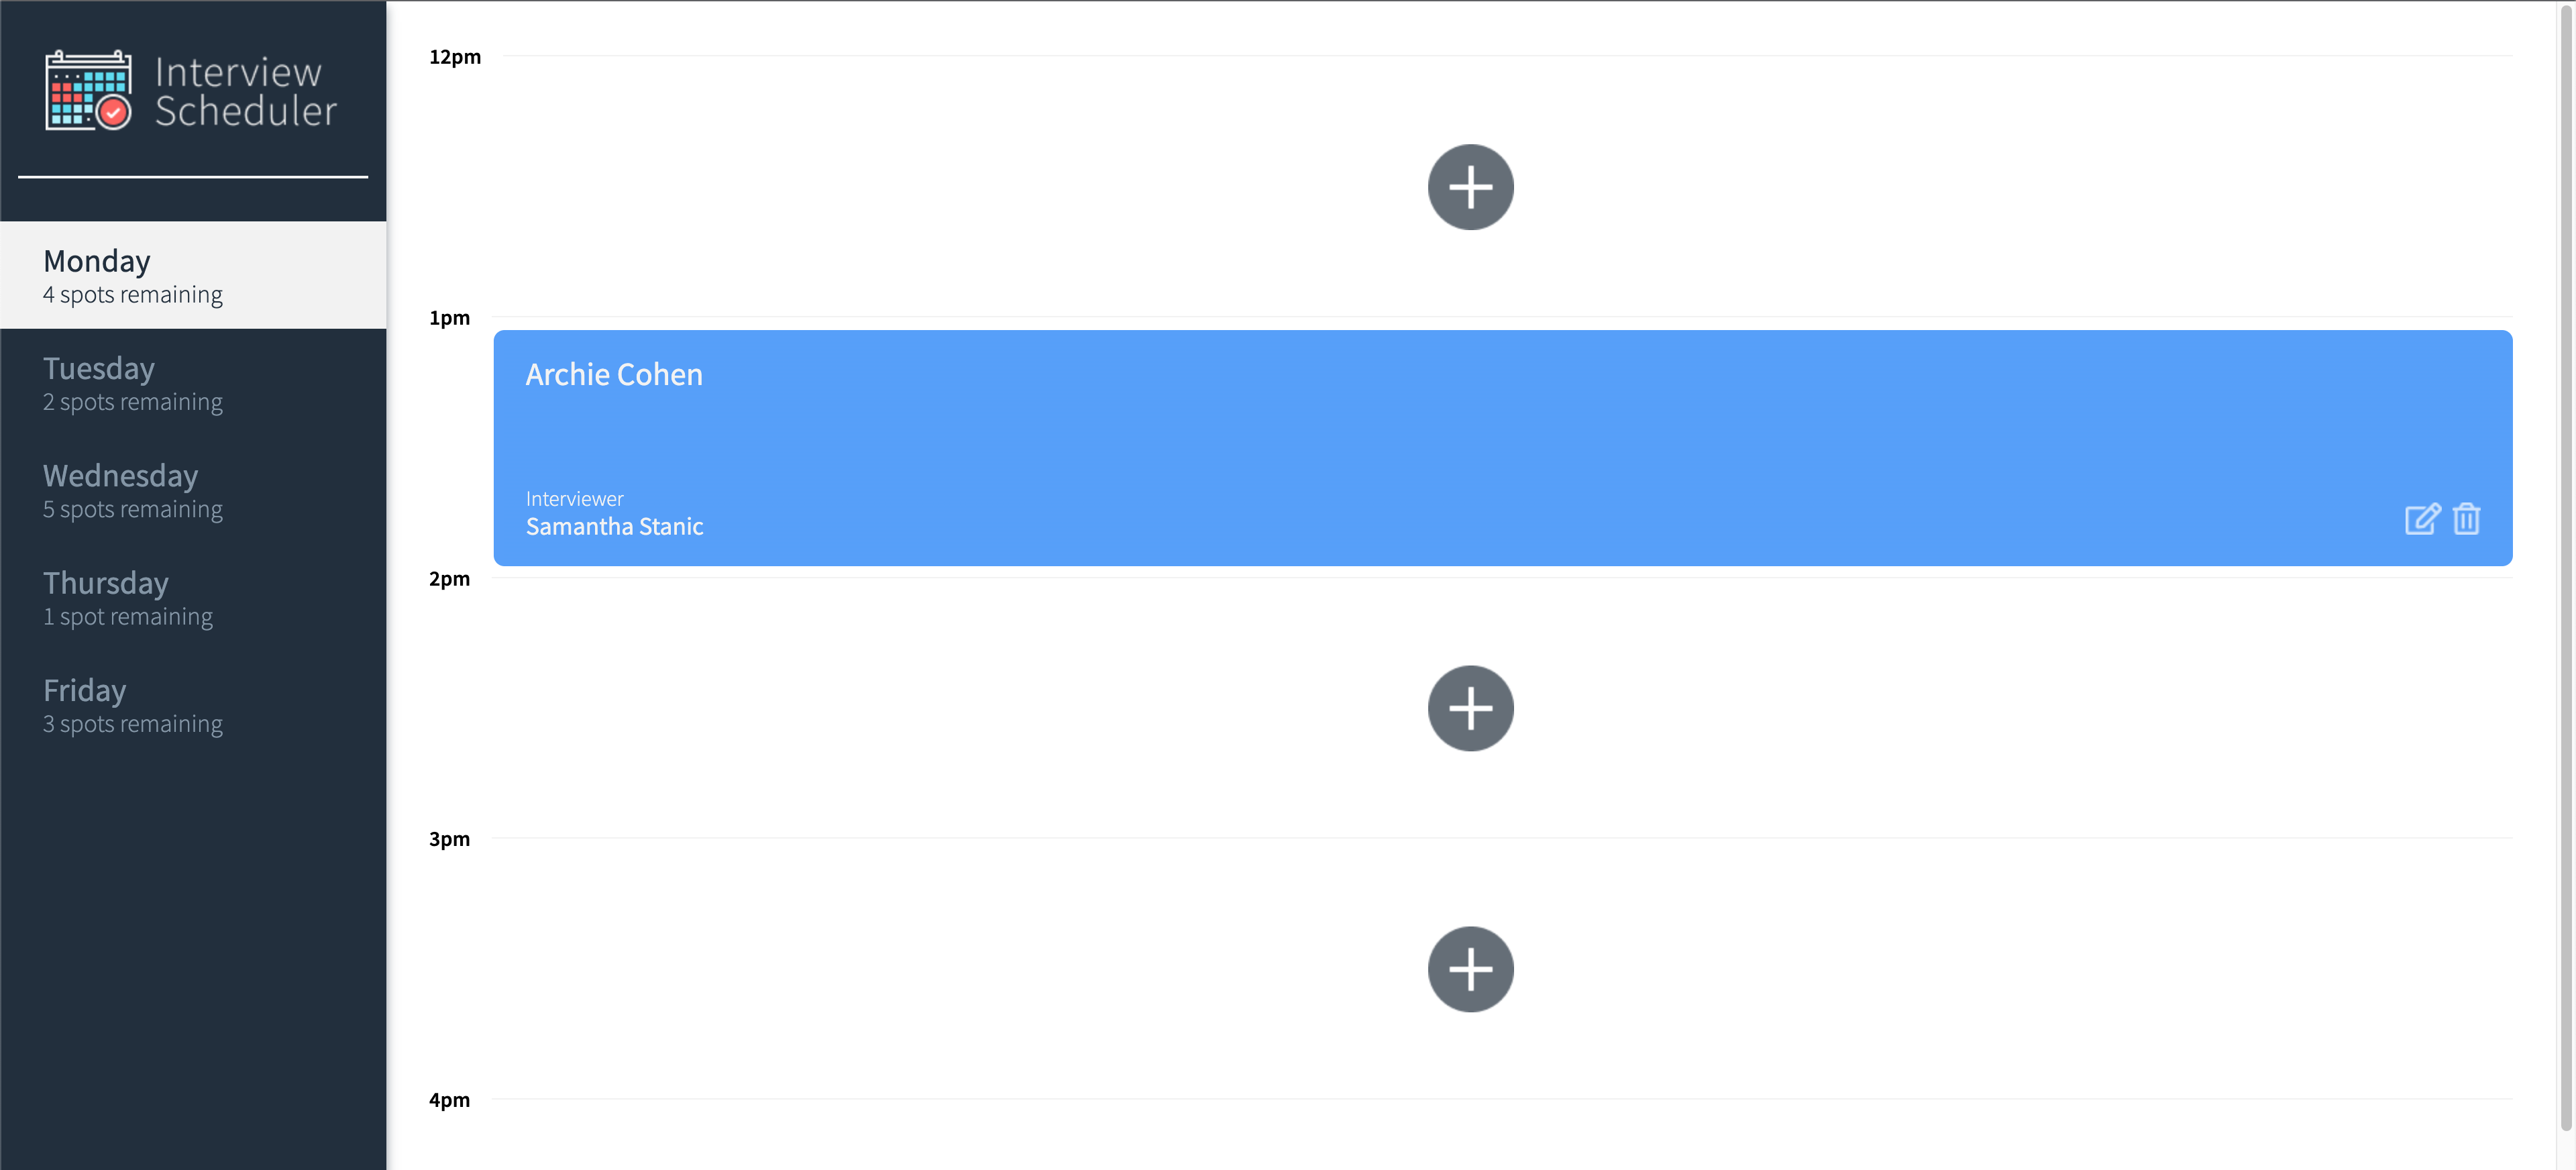 Interview
Scheduler
Monday
4 spots remaining
Tuesday
2 spots remaining
Wednesday
5 spots remaining
Thursday
1 spot remaining
Friday
3 spots remaining
12pm
1pm
Archie Cohen
Interviewer
Samantha Stanic
2pm
3pm
4pm